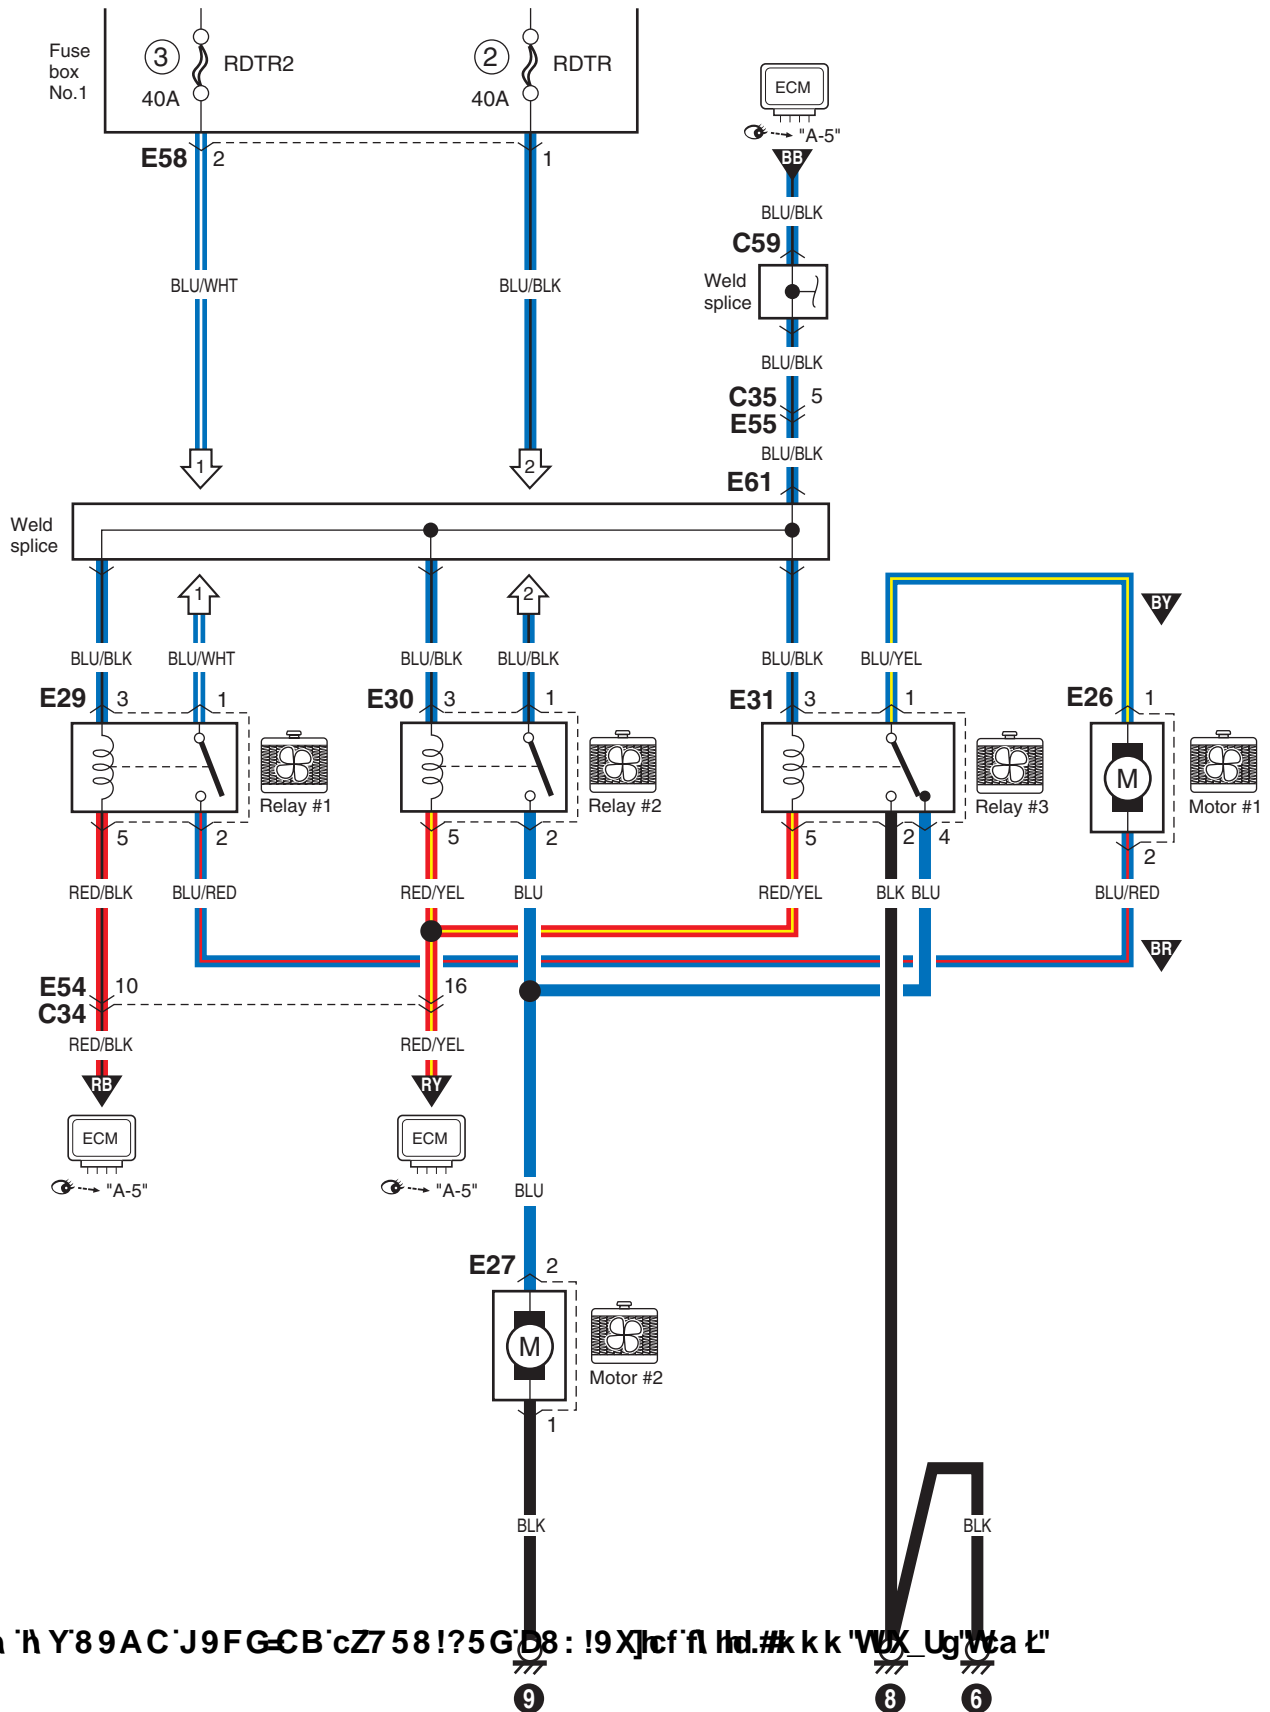 Fuse
box
No.1
3
RDTR2
40A
2
RDTR
40A
ECM
"A-5"
BB
E58
2
1
BLU/BLK
C59
Weld
splice
BLU/WHT
BLU/BLK
BLU/BLK
C35
5
E55
BLU/BLK
1
2
E61
Weld
splice
1
2
BY
BLU/BLK
BLU/WHT
BLU/BLK
BLU/BLK
BLU/BLK
BLU/YEL
E29
3
1
E30
3
1
E31
3
1
E26
1
M
Relay #1
Relay #2
Relay #3
Motor #1
5
2
5
2
5
2
4
2
RED/BLK
BLU/RED
RED/YEL
BLU
RED/YEL
BLK
BLU
BLU/RED
BR
E54
10
16
C34
RED/BLK
RED/YEL
RB
RY
ECM
ECM
"A-5"
"A-5"
BLU
E27
2
M
Motor #2
1
BLK
BLK
9
8
6